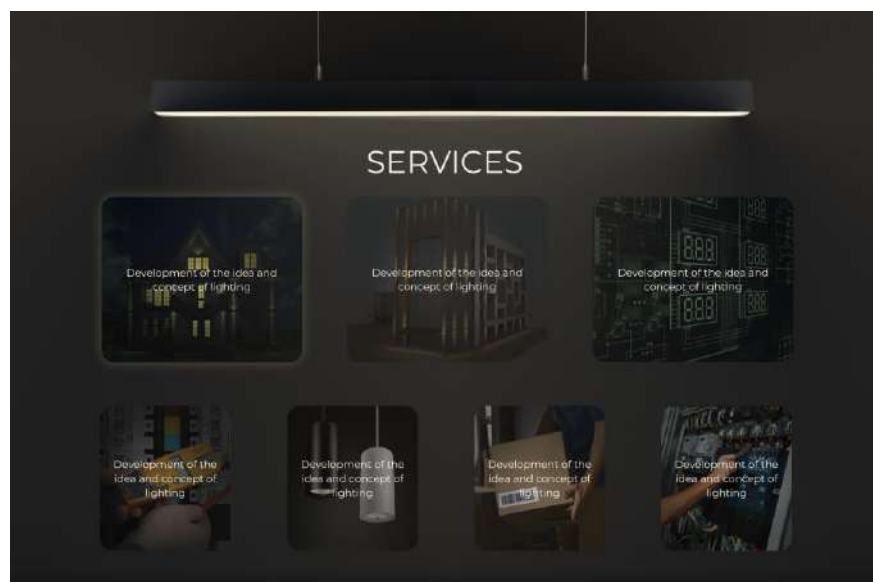 SERVICES
Development of the idea and
concept of lighting
Development of the idea and
concept of lighting
Development of the idea and
concept of lighting
888
888
888
Development of the
idea and concept of
lighting
Development of the
idea and concept of
lighting
Development of the
idea and concept of
lighting
Development of the
idea and concept of
lighting